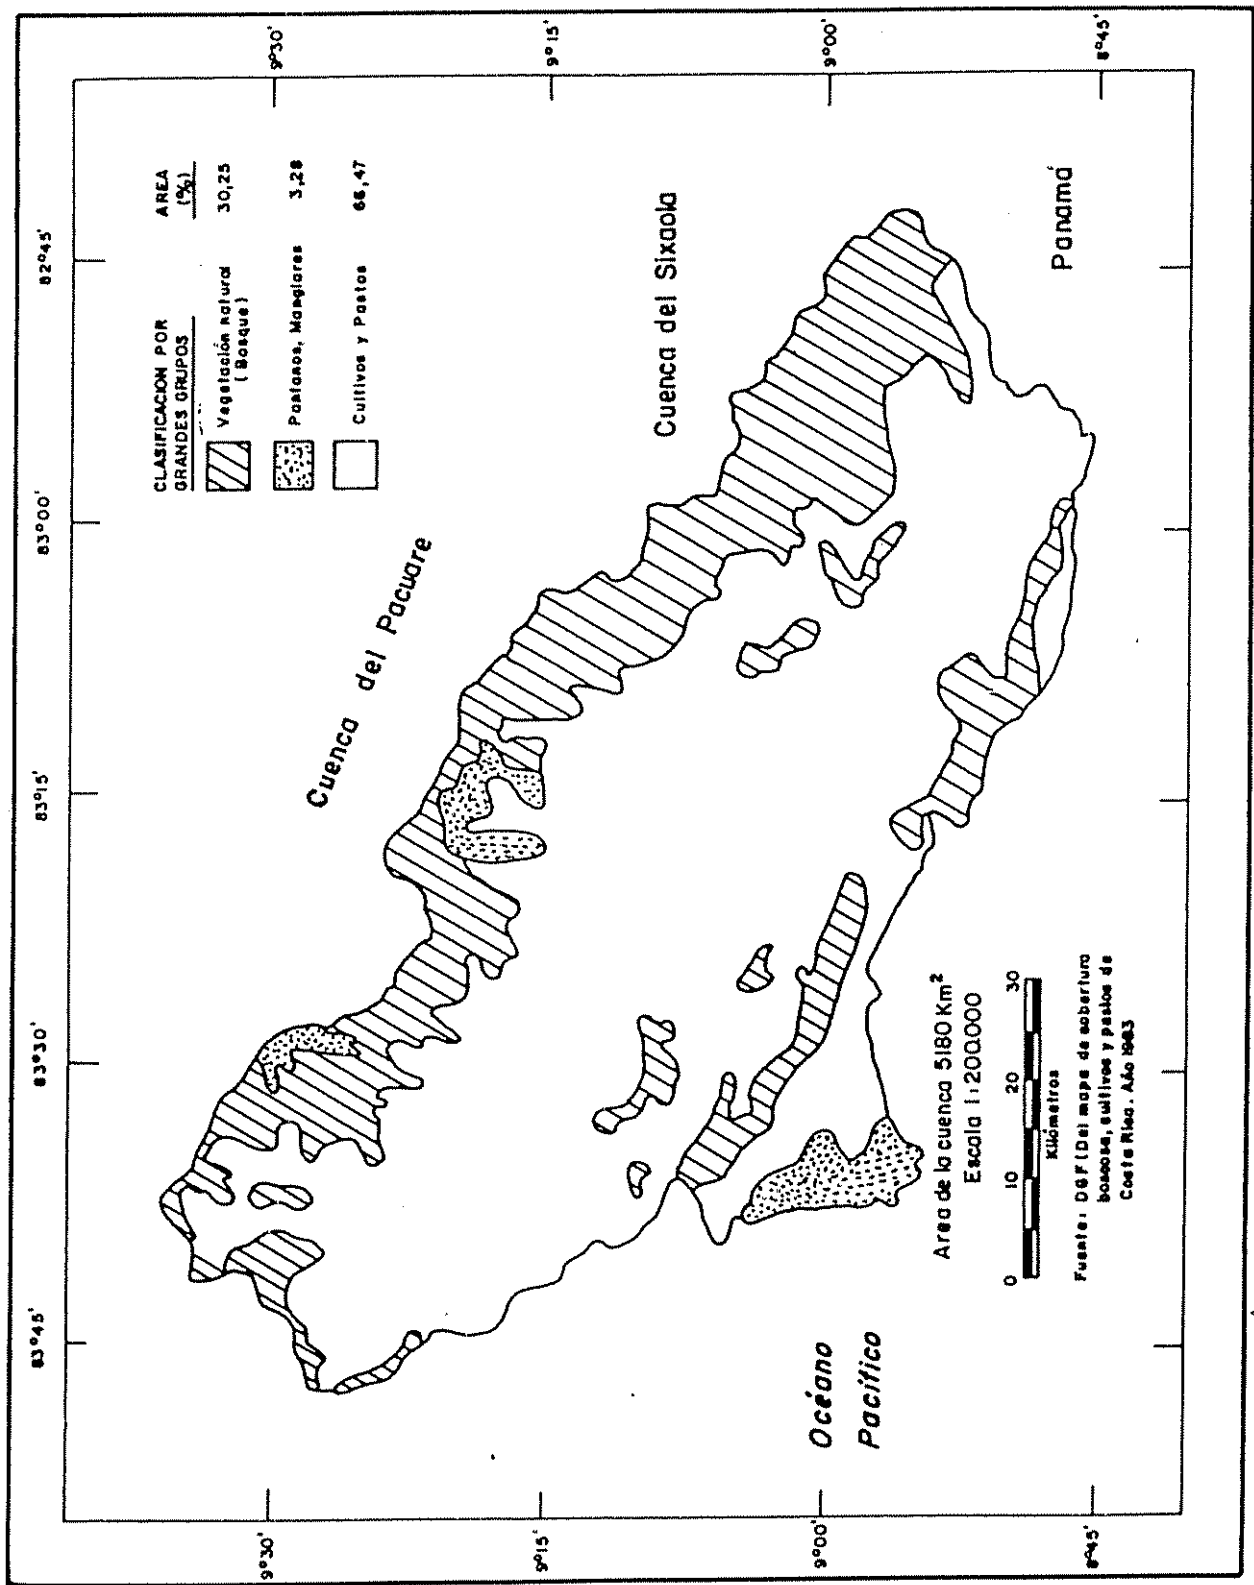 83°45'
83°30'
83°15'
83°00'
82°45'
9°30'
9°15'
9°00'
8°45'
9°30'
9°15'
9°00'
8°45'
CLASIFICACION POR
GRANDES GRUPOS
AREA
(%)
Vegetación natural
(Bosque)
30,25
Pantanos, Manglares
3,28
Cultivos y Pastos
66,47
Cuenca del Pacuare
Cuenca del Sixaola
Panamá
Océano
Pacífico
Area de la cuenca 5180 Km²
Escala 1:200.000
0 10 20 30
Kilómetros
Fuente: DGF (Del mapa de cobertura
boscosa, cultivos y pastos de
Costa Rica. Año 1983